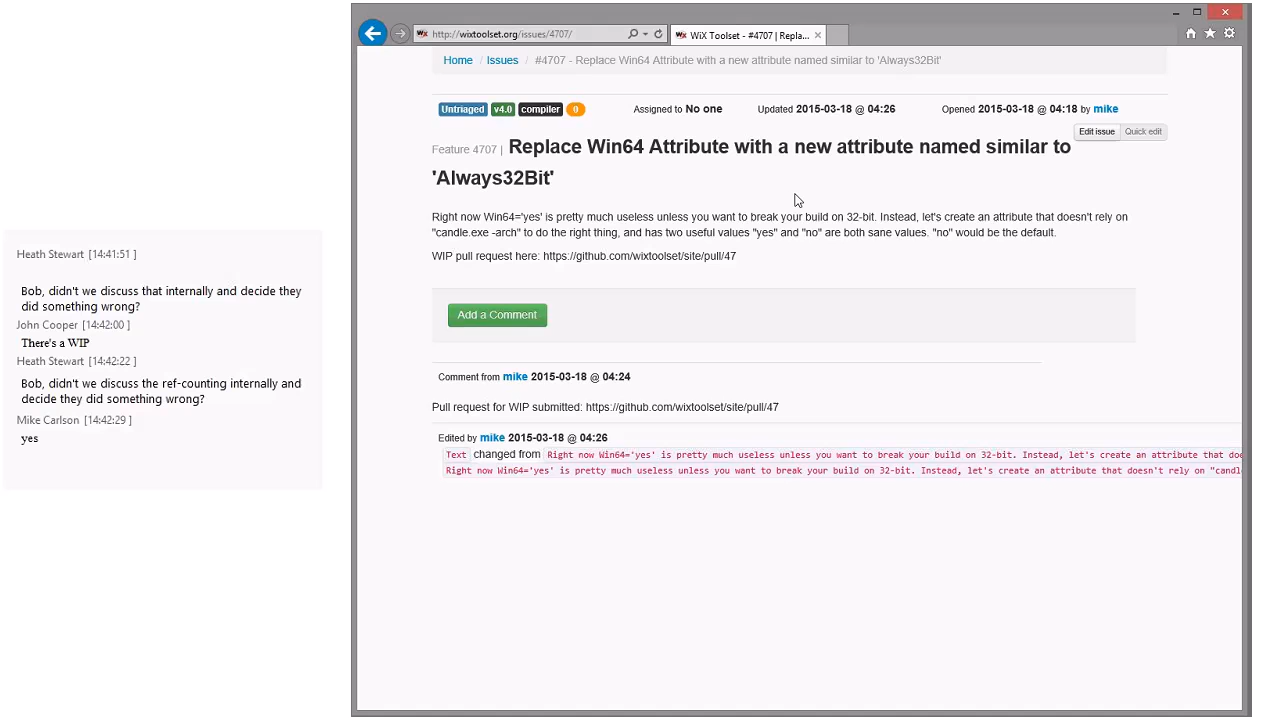 http://wixtoolset.org/issues/4707/
WiX Toolset - #4707 | Repla...
Home / Issues / #4707 - Replace Win64 Attribute with a new attribute named similar to 'Always32Bit'
Untriaged v4.0 compiler 0 Assigned to No one Updated 2015-03-18 @ 04:26 Opened 2015-03-18 @ 04:18 by mike
Edit issue Quick edit
Feature 4707 | Replace Win64 Attribute with a new attribute named similar to
'Always32Bit'
Right now Win64='yes' is pretty much useless unless you want to break your build on 32-bit. Instead, let's create an attribute that doesn't rely on
"candle.exe -arch" to do the right thing, and has two useful values "yes" and "no" are both sane values. "no" would be the default.
WIP pull request here: https://github.com/wixtoolset/site/pull/47
Add a Comment
Comment from mike 2015-03-18 @ 04:24
Pull request for WIP submitted: https://github.com/wixtoolset/site/pull/47
Edited by mike 2015-03-18 @ 04:26
Text changed from Right now Win64='yes' is pretty much useless unless you want to break your build on 32-bit. Instead, let's create an attribute that doe
Right now Win64='yes' is pretty much useless unless you want to break your build on 32-bit. Instead, let's create an attribute that doesn't rely on "candl
Heath Stewart [14:41:51 ]
Bob, didn't we discuss that internally and decide they
did something wrong?
John Cooper [14:42:00 ]
There's a WIP
Heath Stewart [14:42:22 ]
Bob, didn't we discuss the ref-counting internally and
decide they did something wrong?
Mike Carlson [14:42:29 ]
yes